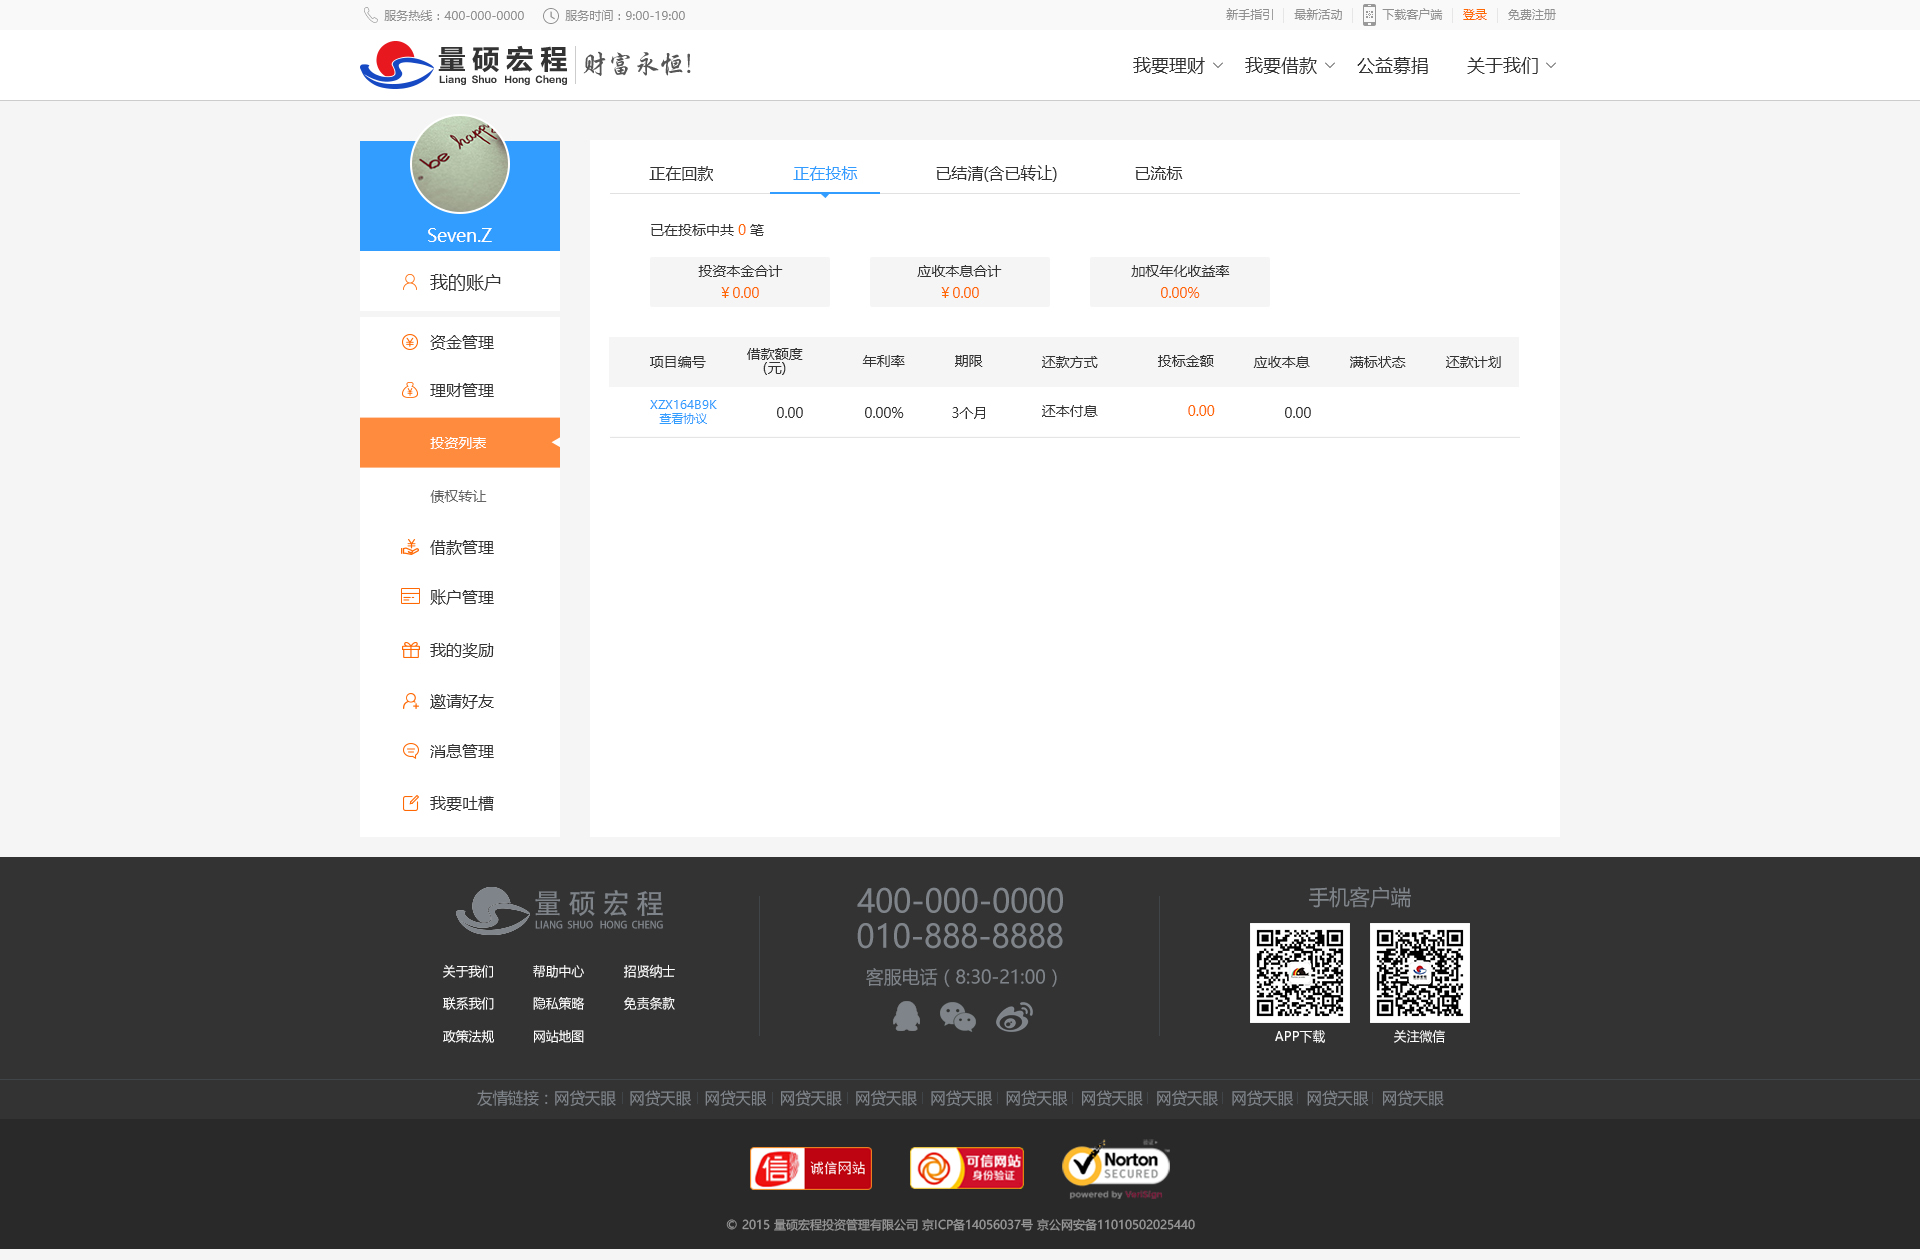 服务热线：400-000-0000 服务时间：9:00-19:00 新手指引 最新活动 下载客户端 登录 免费注册
量硕宏程 财富永恒! 我要理财 我要借款 公益募捐 关于我们
Liang Shuo Hong Cheng
be happy
Seven.Z
我的账户
资金管理
理财管理
投资列表
债权转让
借款管理
账户管理
我的奖励
邀请好友
消息管理
我要吐槽
正在回款 正在投标 已结清(含已转让) 已流标
已在投标中共 0 笔
投资本金合计 应收本息合计 加权年化收益率
¥ 0.00 ¥ 0.00 0.00%
项目编号 借款额度(元) 年利率 期限 还款方式 投标金额 应收本息 满标状态 还款计划
XZX164B9K 0.00 0.00% 3个月 还本付息 0.00 0.00
查看协议
量硕宏程
LIANG SHUO HONG CHENG
关于我们 帮助中心 招贤纳士
联系我们 隐私策略 免责条款
政策法规 网站地图
400-000-0000
010-888-8888
客服电话（8:30-21:00）
手机客户端
APP下载 关注微信
友情链接：网贷天眼 网贷天眼 网贷天眼 网贷天眼 网贷天眼 网贷天眼 网贷天眼 网贷天眼 网贷天眼 网贷天眼 网贷天眼 网贷天眼
信 诚信网站
可信网站
身份验证
Norton
SECURED
powered by VeriSign
© 2015 量硕宏程投资管理有限公司 京ICP备14056037号 京公网安备11010502025440